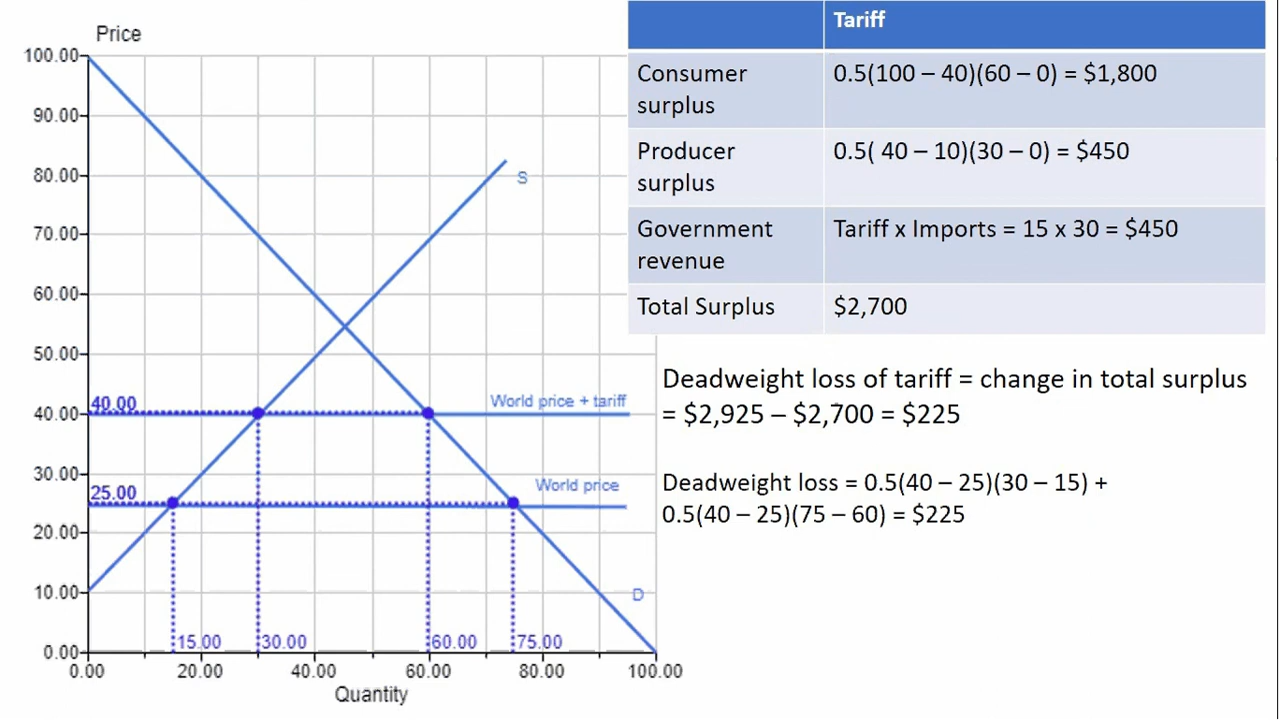 Price
100.00
90.00
80.00
70.00
60.00
50.00
40.00
30.00
20.00
10.00
0.00
40.00
25.00
S
World price + tariff
World price
D
15.00 30.00 60.00 75.00
0.00 20.00 40.00 60.00 80.00 100.00
Quantity
Tariff
Consumer
surplus
0.5(100 – 40)(60 – 0) = $1,800
Producer
surplus
0.5( 40 – 10)(30 – 0) = $450
Government
revenue
Tariff x Imports = 15 x 30 = $450
Total Surplus
$2,700
Deadweight loss of tariff = change in total surplus
= $2,925 – $2,700 = $225
Deadweight loss = 0.5(40 – 25)(30 – 15) +
0.5(40 – 25)(75 – 60) = $225